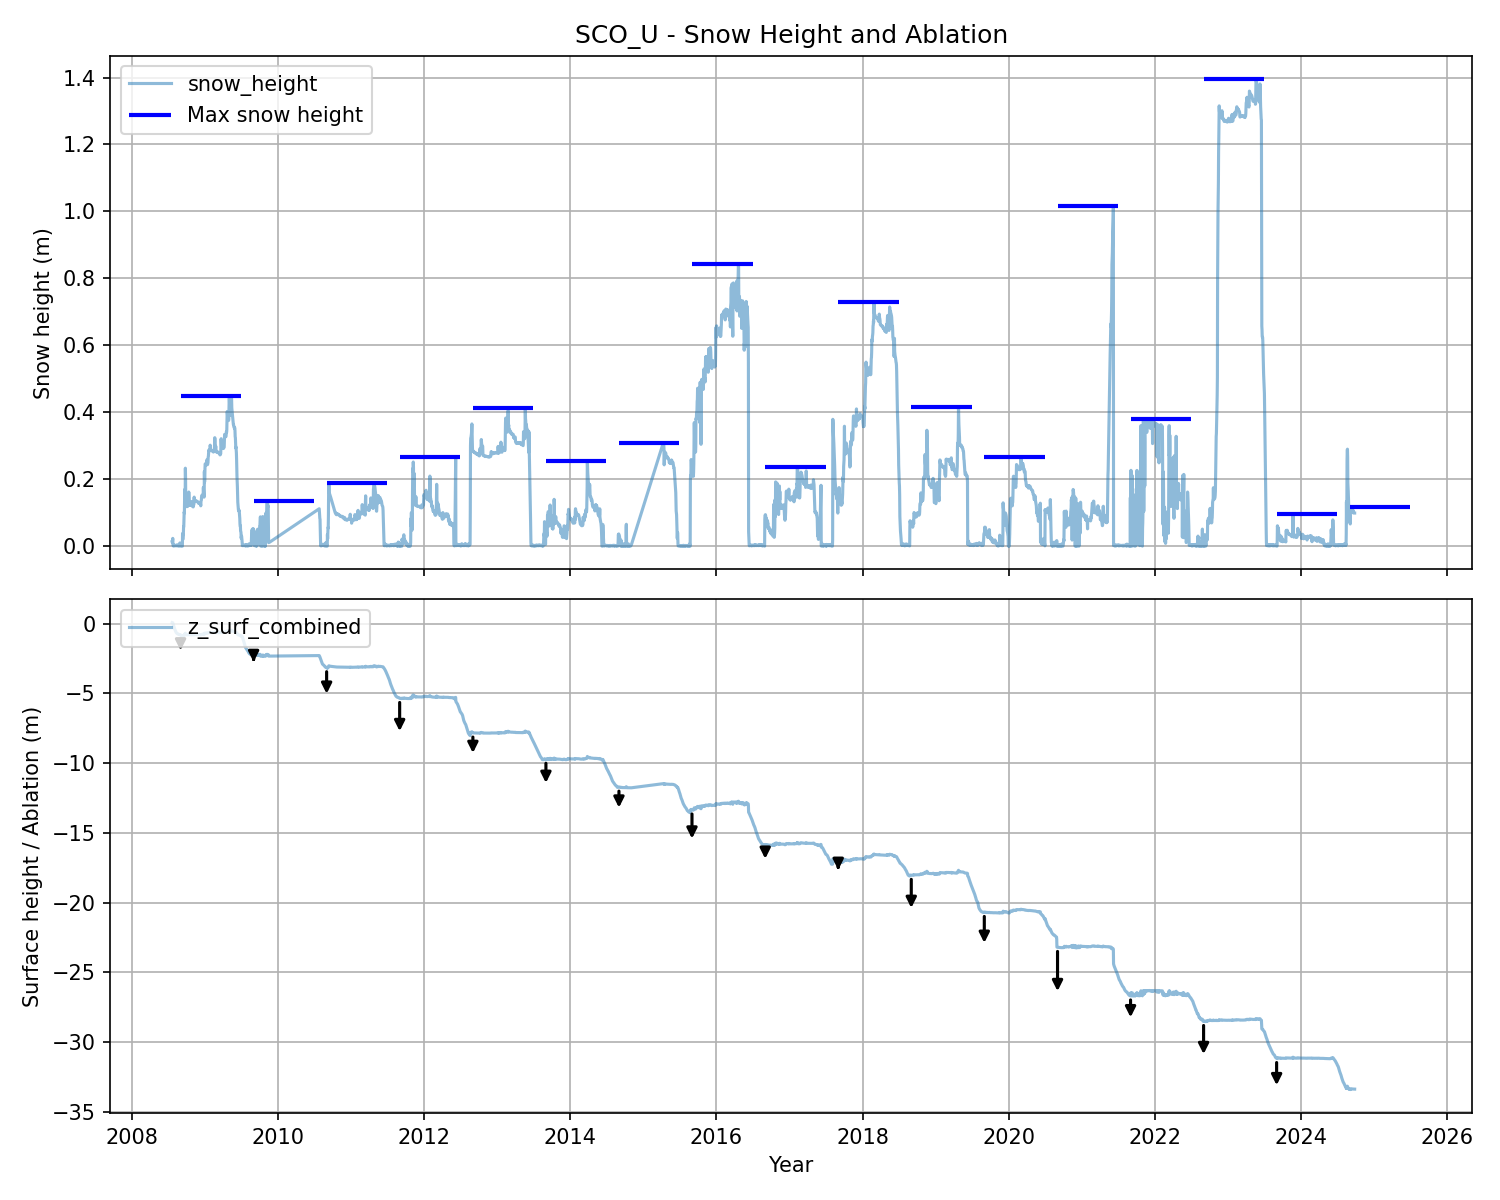 SCO_U - Snow Height and Ablation
snow_height
Max snow height
Snow height (m)
1.4
1.2
1.0
0.8
0.6
0.4
0.2
0.0
z_surf_combined
Surface height / Ablation (m)
0
−5
−10
−15
−20
−25
−30
−35
2008 2010 2012 2014 2016 2018 2020 2022 2024 2026
Year